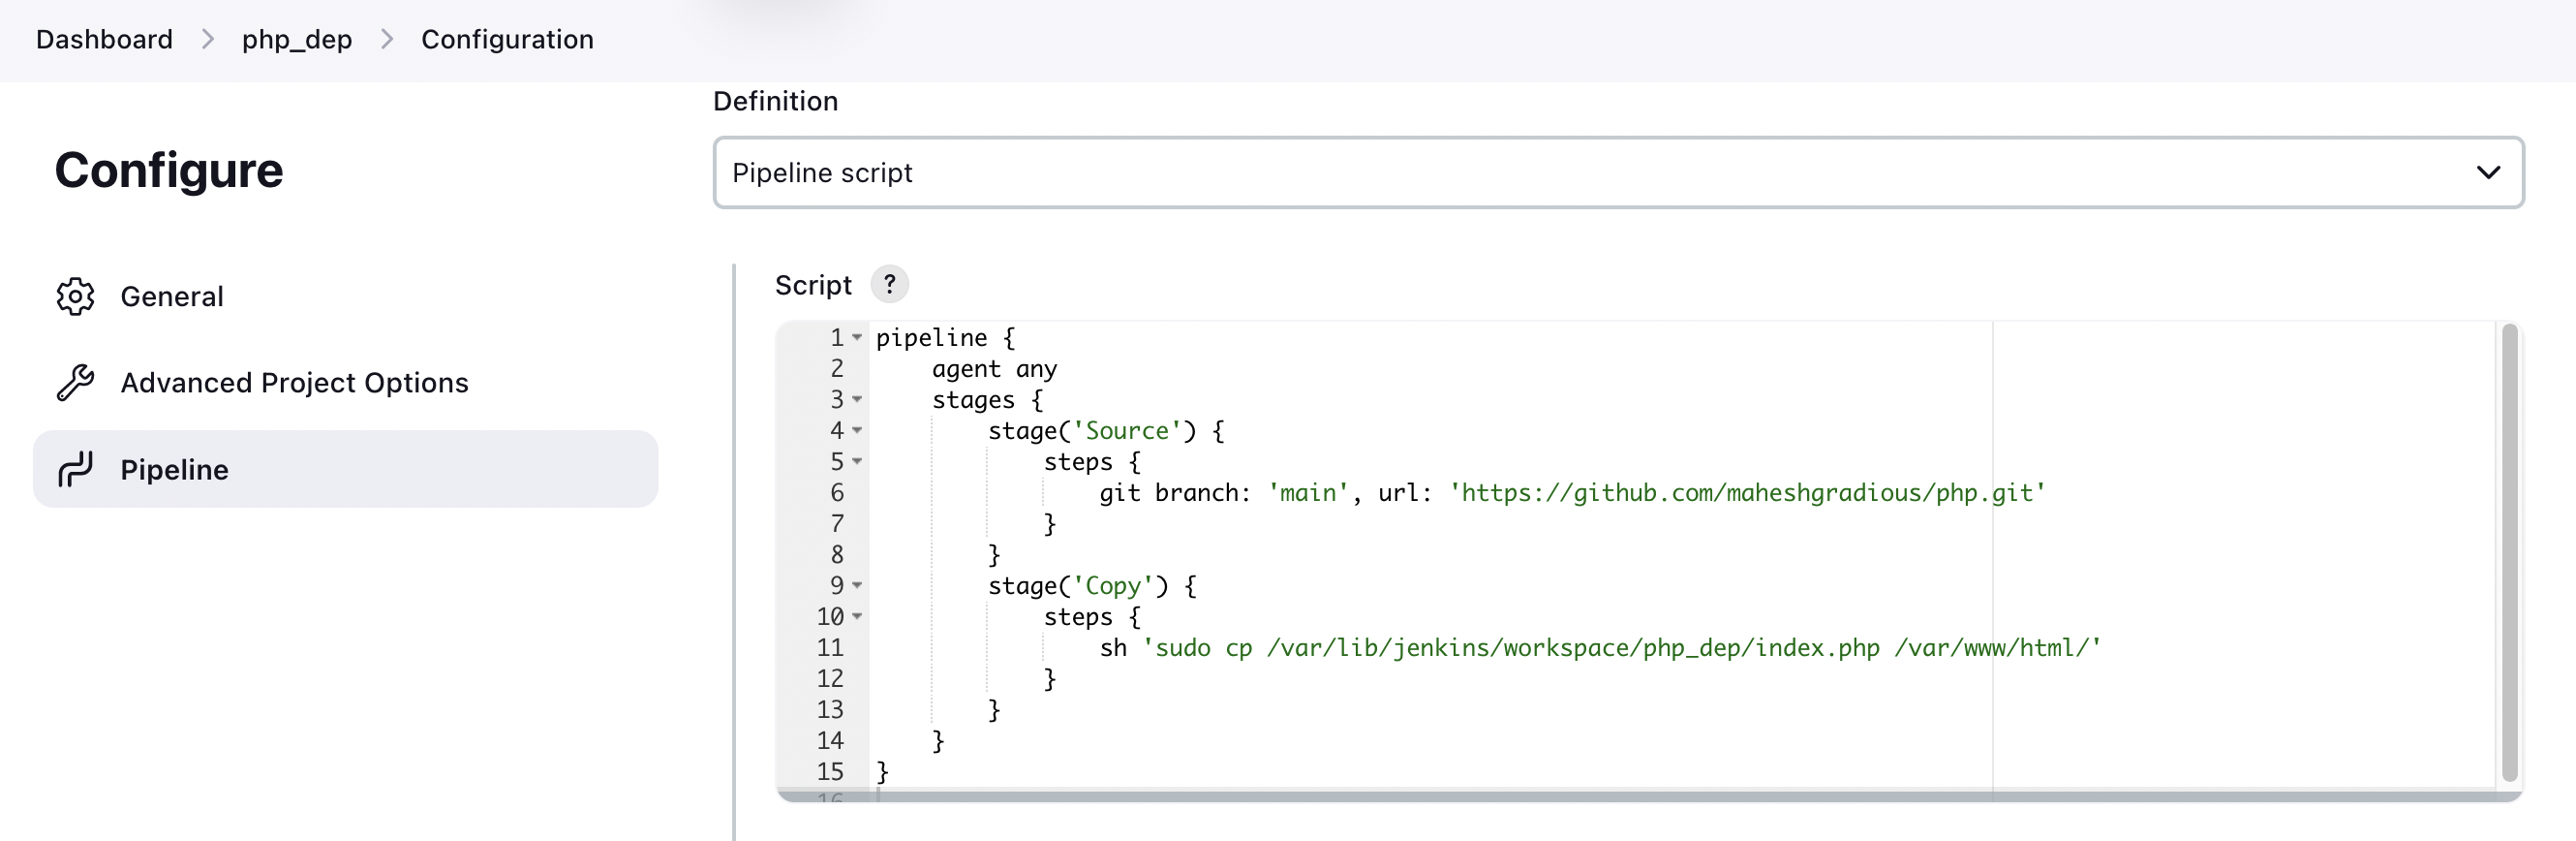 Dashboard > php_dep > Configuration
Configure
General
Advanced Project Options
Pipeline
Definition
Pipeline script
Script ?
1 pipeline {
2     agent any
3     stages {
4         stage('Source') {
5             steps {
6                 git branch: 'main', url: 'https://github.com/maheshgradious/php.git'
7             }
8         }
9         stage('Copy') {
10             steps {
11                 sh 'sudo cp /var/lib/jenkins/workspace/php_dep/index.php /var/www/html/'
12             }
13         }
14     }
15 }
16